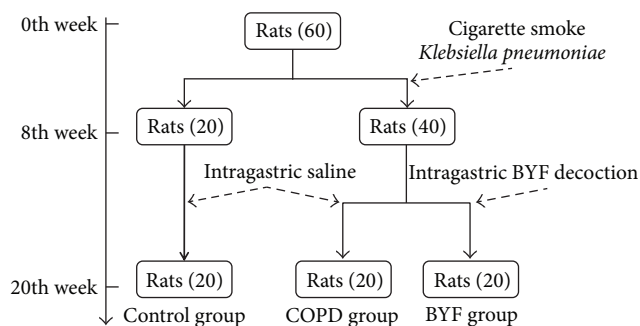 0th week
Rats (60)
Cigarette smoke
Klebsiella pneumoniae
8th week
Rats (20)
Rats (40)
Intragastric saline
Intragastric BYF decoction
20th week
Rats (20)
Rats (20)
Rats (20)
Control group
COPD group
BYF group